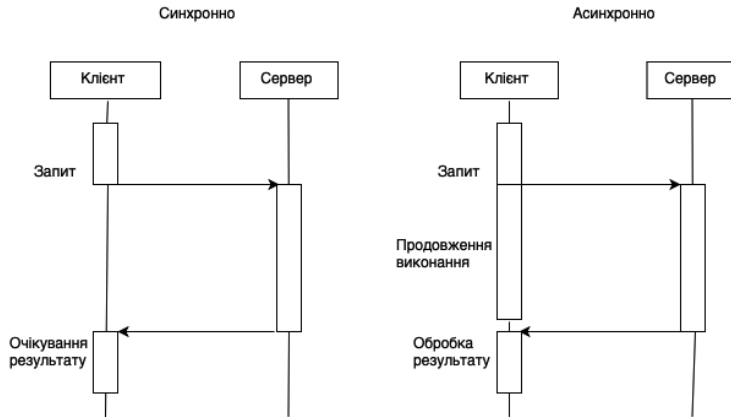 Синхронно
Асинхронно
Клієнт
Сервер
Клієнт
Сервер
Запит
Запит
Продовження
виконання
Очікування
результату
Обробка
результату